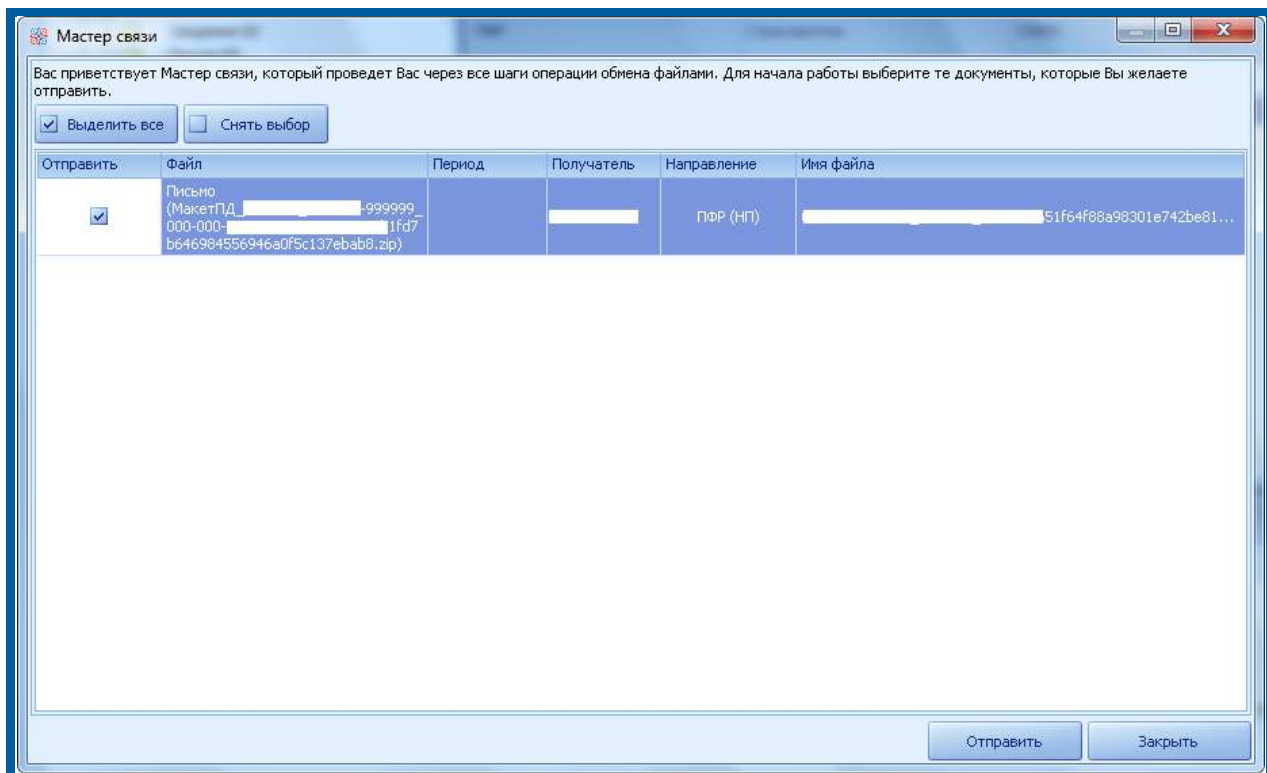 Мастер связи
Вас приветствует Мастер связи, который проведет Вас через все шаги операции обмена файлами. Для начала работы выберите те документы, которые Вы желаете
отправить.
Выделить все Снять выбор
Отправить Файл Период Получатель Направление Имя файла
Письмо
(МакетПД_ _ -999999_
000-000- 1fd7
b646984556946a0f5c137ebab8.zip)
ПФР (НП)
51f64f88a98301e742be81...
Отправить Закрыть